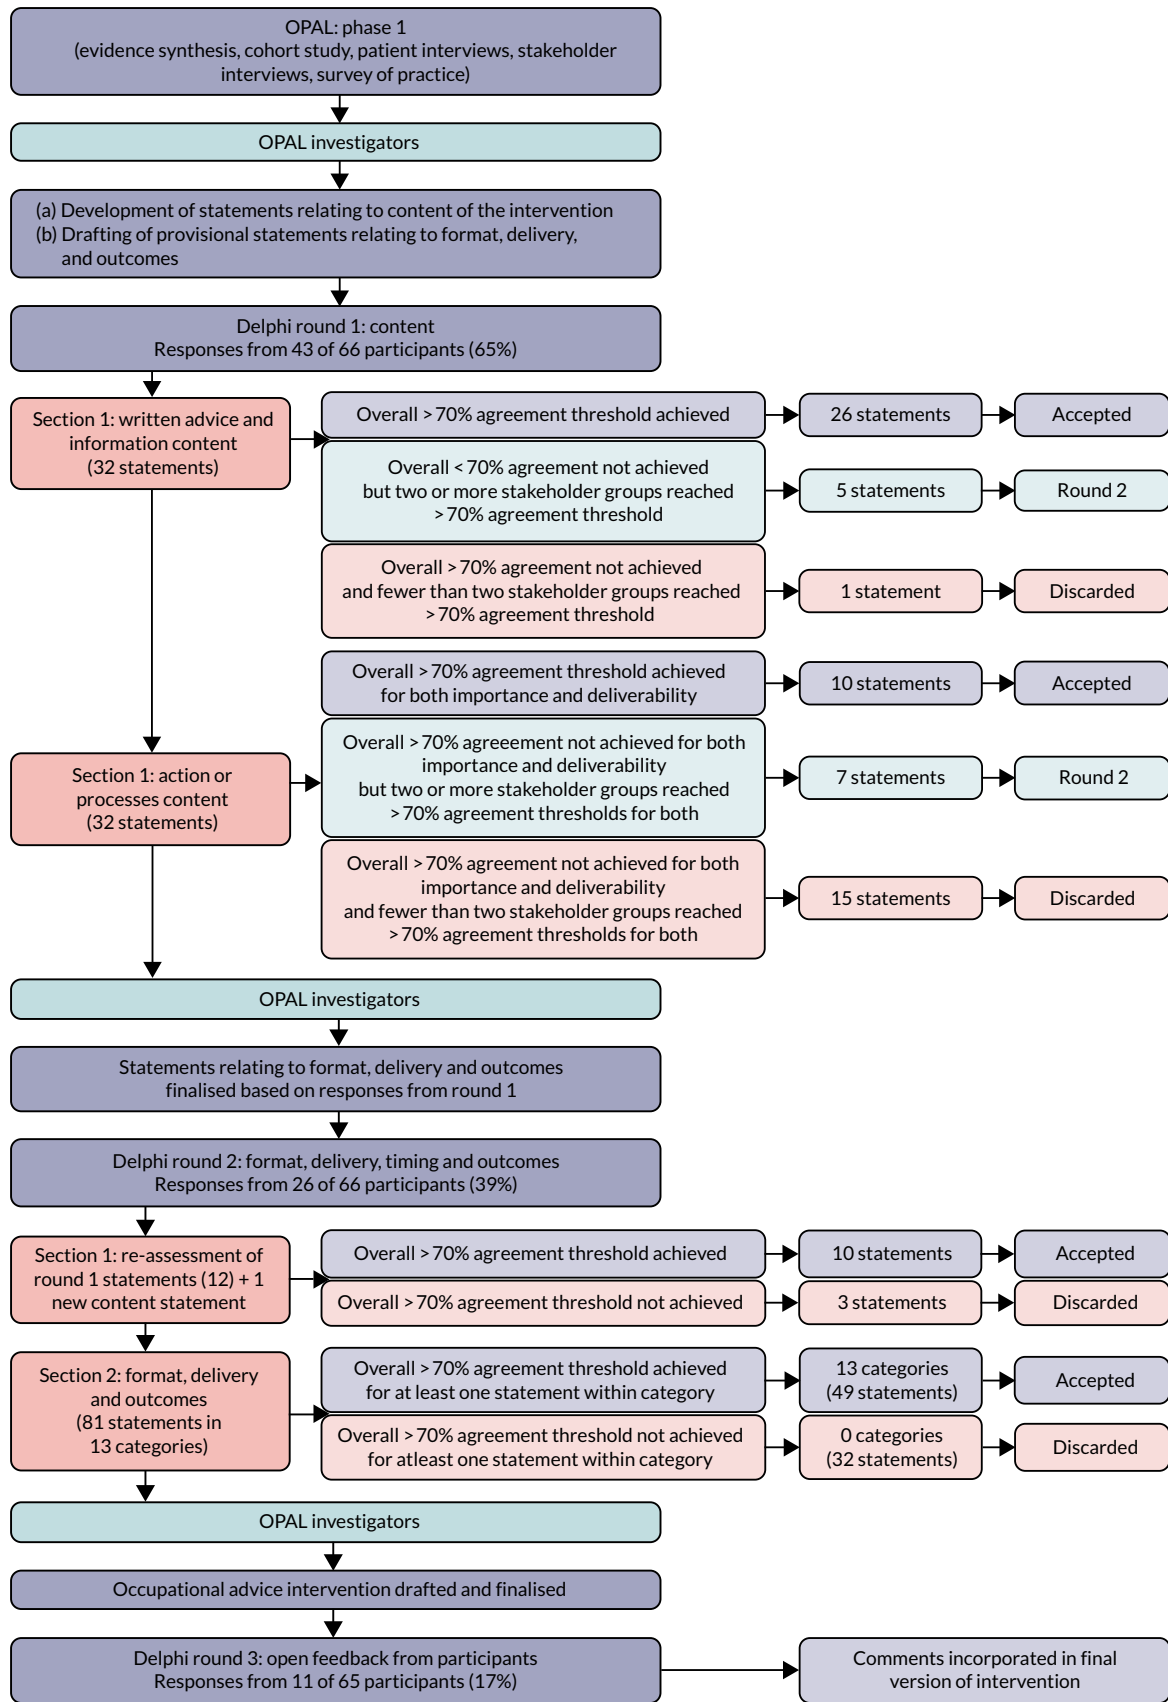 OPAL: phase 1
(evidence synthesis, cohort study, patient interviews, stakeholder
interviews, survey of practice)
OPAL investigators
(a) Development of statements relating to content of the intervention
(b) Drafting of provisional statements relating to format, delivery,
and outcomes
Delphi round 1: content
Responses from 43 of 66 participants (65%)
Section 1: written advice and
information content
(32 statements)
Overall >70% agreement threshold achieved
26 statements
Accepted
Overall <70% agreement not achieved
but two or more stakeholder groups reached
>70% agreement threshold
5 statements
Round 2
Overall >70% agreement not achieved
and fewer than two stakeholder groups reached
>70% agreement threshold
1 statement
Discarded
Section 1: action or
processes content
(32 statements)
Overall >70% agreement threshold achieved
for both importance and deliverability
10 statements
Accepted
Overall >70% agreeement not achieved for both
importance and deliverability
but two or more stakeholder groups reached
>70% agreement thresholds for both
7 statements
Round 2
Overall >70% agreement not achieved for both
importance and deliverability
and fewer than two stakeholder groups reached
>70% agreement thresholds for both
15 statements
Discarded
OPAL investigators
Statements relating to format, delivery and outcomes
finalised based on responses from round 1
Delphi round 2: format, delivery, timing and outcomes
Responses from 26 of 66 participants (39%)
Section 1: re-assessment of
round 1 statements (12) + 1
new content statement
Overall >70% agreement threshold achieved
10 statements
Accepted
Overall >70% agreement threshold not achieved
3 statements
Discarded
Section 2: format, delivery
and outcomes
(81 statements in
13 categories)
Overall >70% agreement threshold achieved
for at least one statement within category
13 categories
(49 statements)
Accepted
Overall >70% agreement threshold not achieved
for atleast one statement within category
0 categories
(32 statements)
Discarded
OPAL investigators
Occupational advice intervention drafted and finalised
Delphi round 3: open feedback from participants
Responses from 11 of 65 participants (17%)
Comments incorporated in final
version of intervention